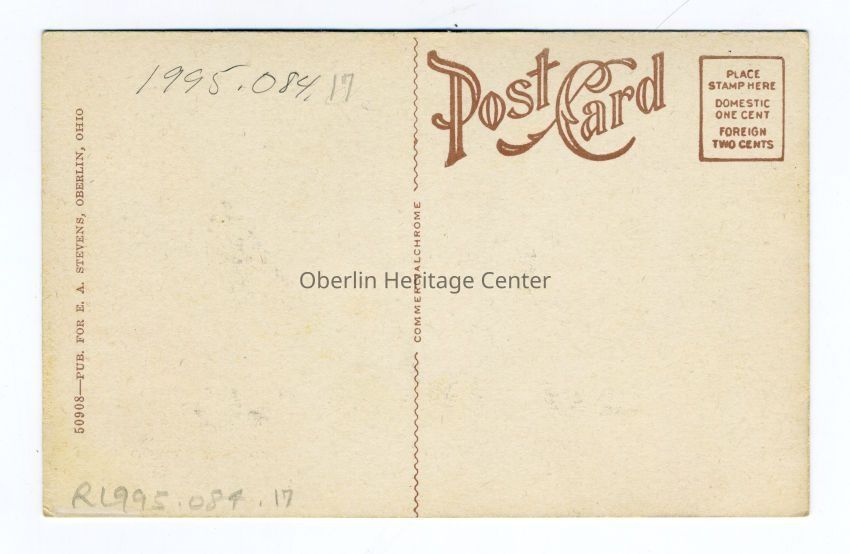 1995.084.17
Post Card
PLACE
STAMP HERE
DOMESTIC
ONE CENT
FOREIGN
TWO CENTS
50908—PUB. FOR E. A. STEVENS, OBERLIN, OHIO
COMMERCIALCHROME
Oberlin Heritage Center
R1995.084.17